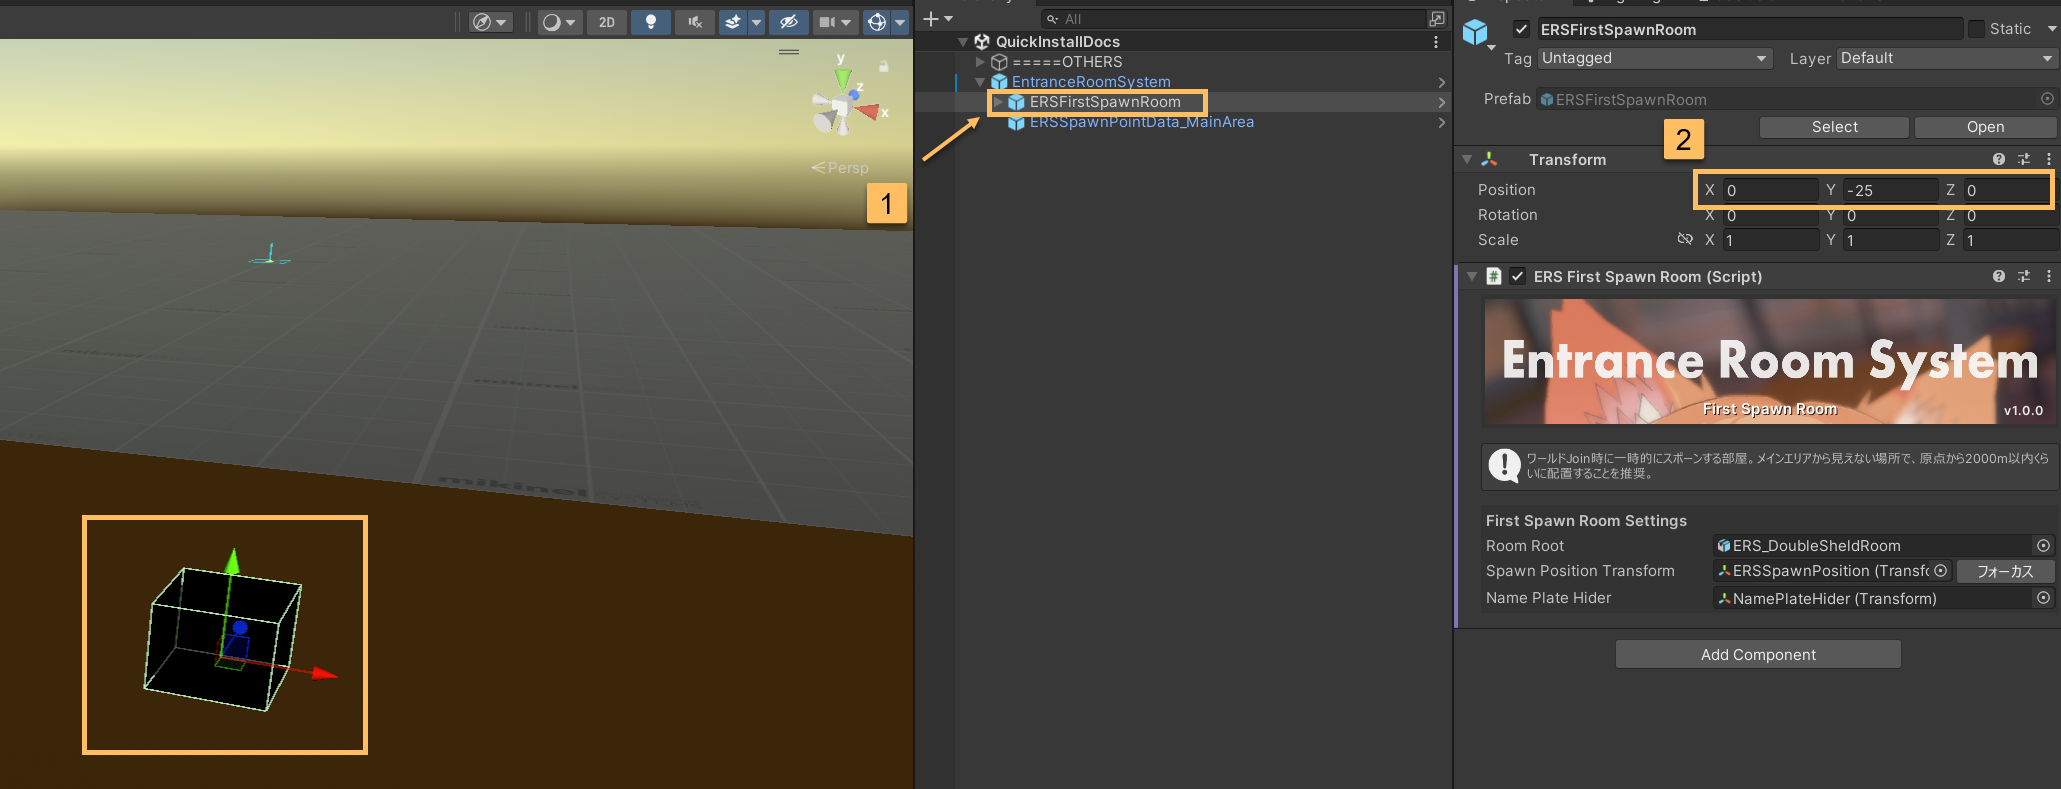 2D
y
z
x
Persp
1
All
QuickInstallDocs
=====OTHERS
EntranceRoomSystem
ERSFirstSpawnRoom
ERSSpawnPointData_MainArea
ERSFirstSpawnRoom
Static
Tag Untagged Layer Default
Prefab ERSFirstSpawnRoom
Select Open
2
Transform
Position X 0 Y -25 Z 0
Rotation X 0 Y 0 Z 0
Scale X 1 Y 1 Z 1
# ERS First Spawn Room (Script)
Entrance Room System
First Spawn Room
v1.0.0
ワールドJoin時に一時的にスポーンする部屋。メインエリアから見えない場所で、原点から2000m以内くら
いに配置することを推奨。
First Spawn Room Settings
Room Root ERS_DoubleSheldRoom
Spawn Position Transform ERSSpawnPosition (Transfo フォーカス
Name Plate Hider NamePlateHider (Transform)
Add Component